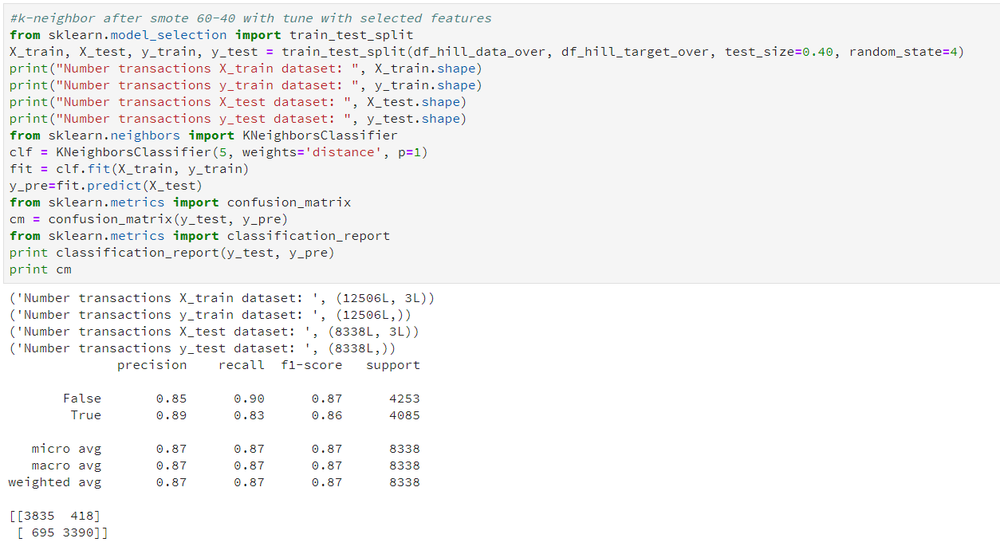 #k-neighbor after smote 60-40 with tune with selected features
from sklearn.model_selection import train_test_split
X_train, X_test, y_train, y_test = train_test_split(df_hill_data_over, df_hill_target_over, test_size=0.40, random_state=4)
print("Number transactions X_train dataset: ", X_train.shape)
print("Number transactions y_train dataset: ", y_train.shape)
print("Number transactions X_test dataset: ", X_test.shape)
print("Number transactions y_test dataset: ", y_test.shape)
from sklearn.neighbors import KNeighborsClassifier
clf = KNeighborsClassifier(5, weights='distance', p=1)
fit = clf.fit(X_train, y_train)
y_pre=fit.predict(X_test)
from sklearn.metrics import confusion_matrix
cm = confusion_matrix(y_test, y_pre)
from sklearn.metrics import classification_report
print classification_report(y_test, y_pre)
print cm
('Number transactions X_train dataset: ', (12506L, 3L))
('Number transactions y_train dataset: ', (12506L,))
('Number transactions X_test dataset: ', (8338L, 3L))
('Number transactions y_test dataset: ', (8338L,))
              precision    recall  f1-score   support

       False       0.85      0.90      0.87      4253
        True       0.89      0.83      0.86      4085

   micro avg       0.87      0.87      0.87      8338
   macro avg       0.87      0.87      0.87      8338
weighted avg       0.87      0.87      0.87      8338

[[3835  418]
 [ 695 3390]]